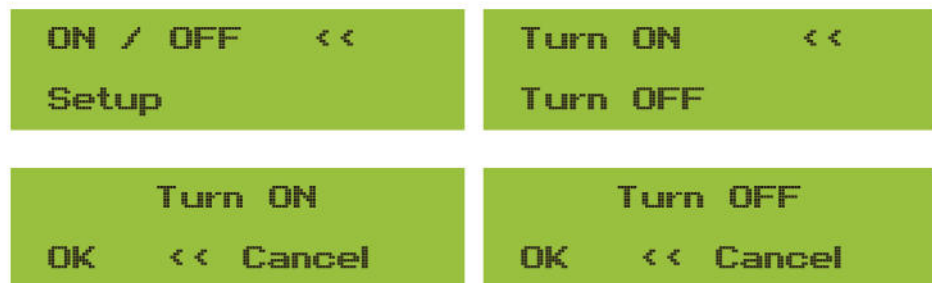 ON / OFF <<
Setup
Turn ON <<
Turn OFF
Turn ON
OK << Cancel
Turn OFF
OK << Cancel